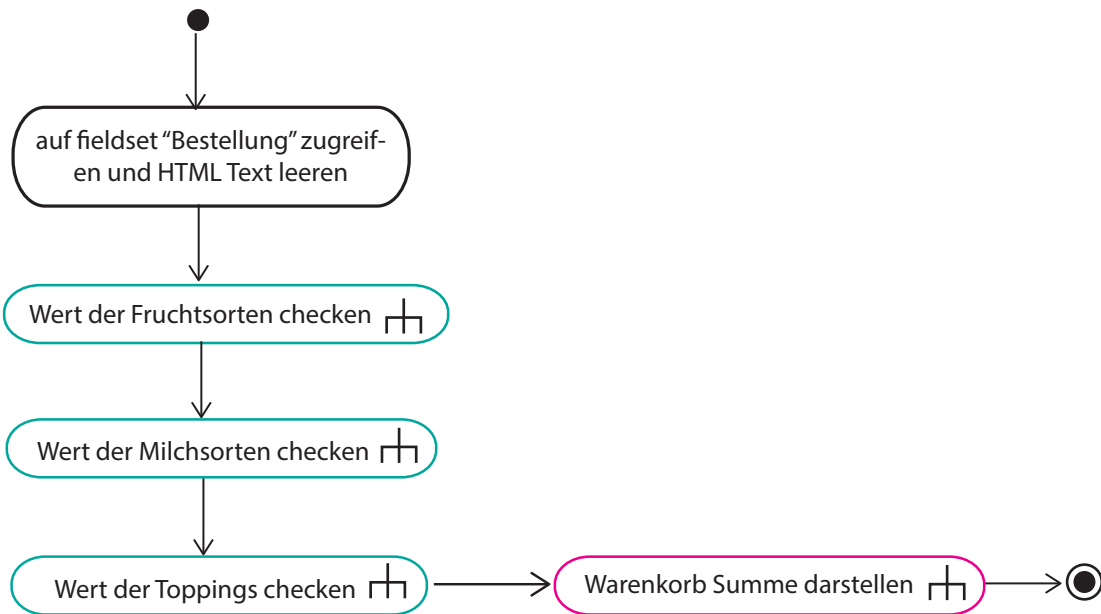 auf fieldset “Bestellung” zugreif-
en und HTML Text leeren
Wert der Fruchtsorten checken
Wert der Milchsorten checken
Wert der Toppings checken
Warenkorb Summe darstellen